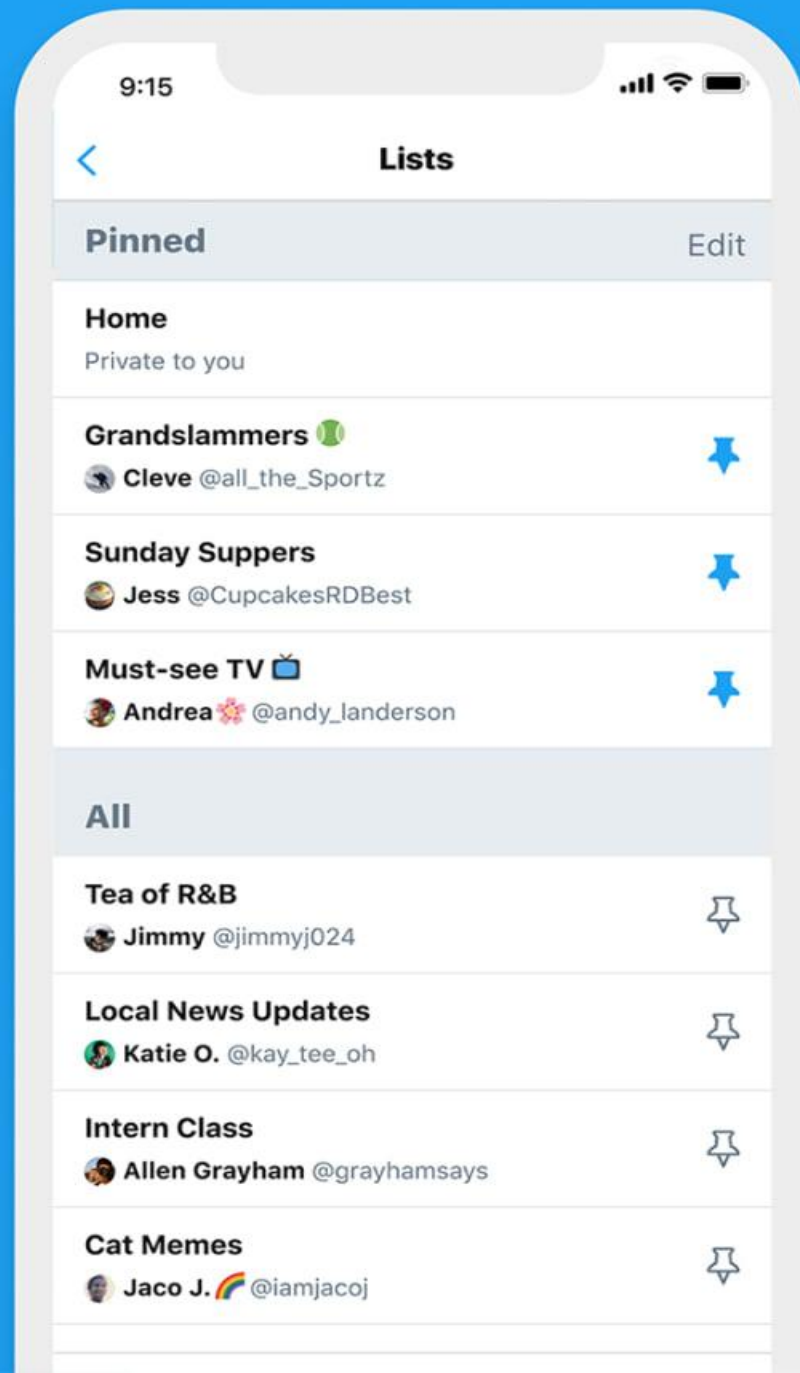 9:15
Lists
Pinned Edit
Home
Private to you
Grandslammers 🎾
Cleve @all_the_Sportz
Sunday Suppers
Jess @CupcakesRDBest
Must-see TV 📺
Andrea🌸 @andy_landerson
All
Tea of R&B
Jimmy @jimmyj024
Local News Updates
Katie O. @kay_tee_oh
Intern Class
Allen Grayham @grayhamsays
Cat Memes
Jaco J.🌈 @iamjacoj